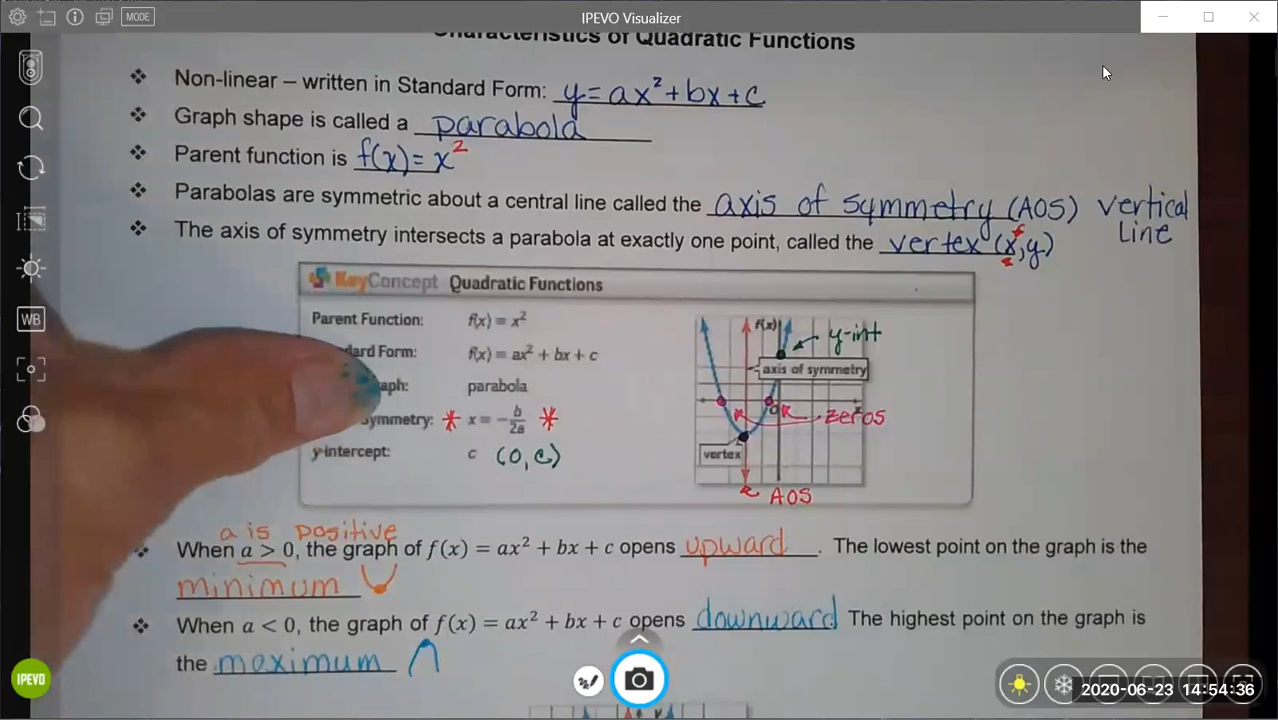 IPEVO Visualizer
MODE
Characteristics of Quadratic Functions
❖ Non-linear – written in Standard Form: y = ax² + bx + c
❖ Graph shape is called a parabola
❖ Parent function is f(x) = x²
❖ Parabolas are symmetric about a central line called the axis of symmetry (AOS) vertical
line
❖ The axis of symmetry intersects a parabola at exactly one point, called the vertex (x, y)
KeyConcept Quadratic Functions
Parent Function: f(x) = x²
dard Form: f(x) = ax² + bx + c
aph: parabola
ymmetry: * x = -b/2a *
y-intercept: c (0, c)
f(x)
y-int
axis of symmetry
0
x
zeros
vertex
AOS
a is positive
❖ When a > 0, the graph of f(x) = ax² + bx + c opens upward. The lowest point on the graph is the
minimum
❖ When a < 0, the graph of f(x) = ax² + bx + c opens downward. The highest point on the graph is
the maximum
WB
IPEVO
2020-06-23 14:54:36